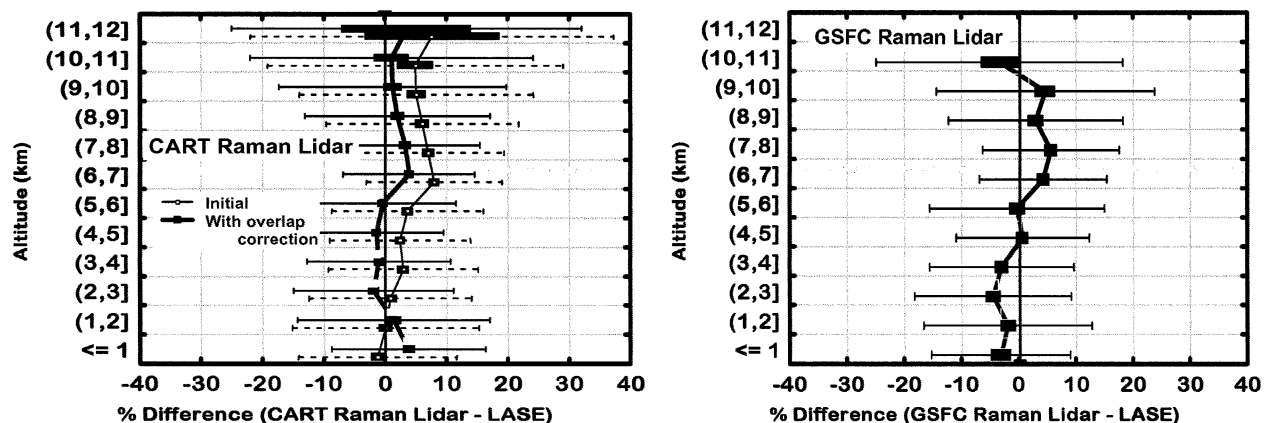 (11,12]
(10,11]
(9,10]
(8,9]
(7,8]
(6,7]
(5,6]
(4,5]
(3,4]
(2,3]
(1,2]
<= 1
Altitude (km)
CART Raman Lidar
Initial
With overlap
correction
-40 -30 -20 -10 0 10 20 30 40
% Difference (CART Raman Lidar - LASE)
(11,12]
(10,11]
(9,10]
(8,9]
(7,8]
(6,7]
(5,6]
(4,5]
(3,4]
(2,3]
(1,2]
<= 1
Altitude (km)
GSFC Raman Lidar
-40 -30 -20 -10 0 10 20 30 40
% Difference (GSFC Raman Lidar - LASE)